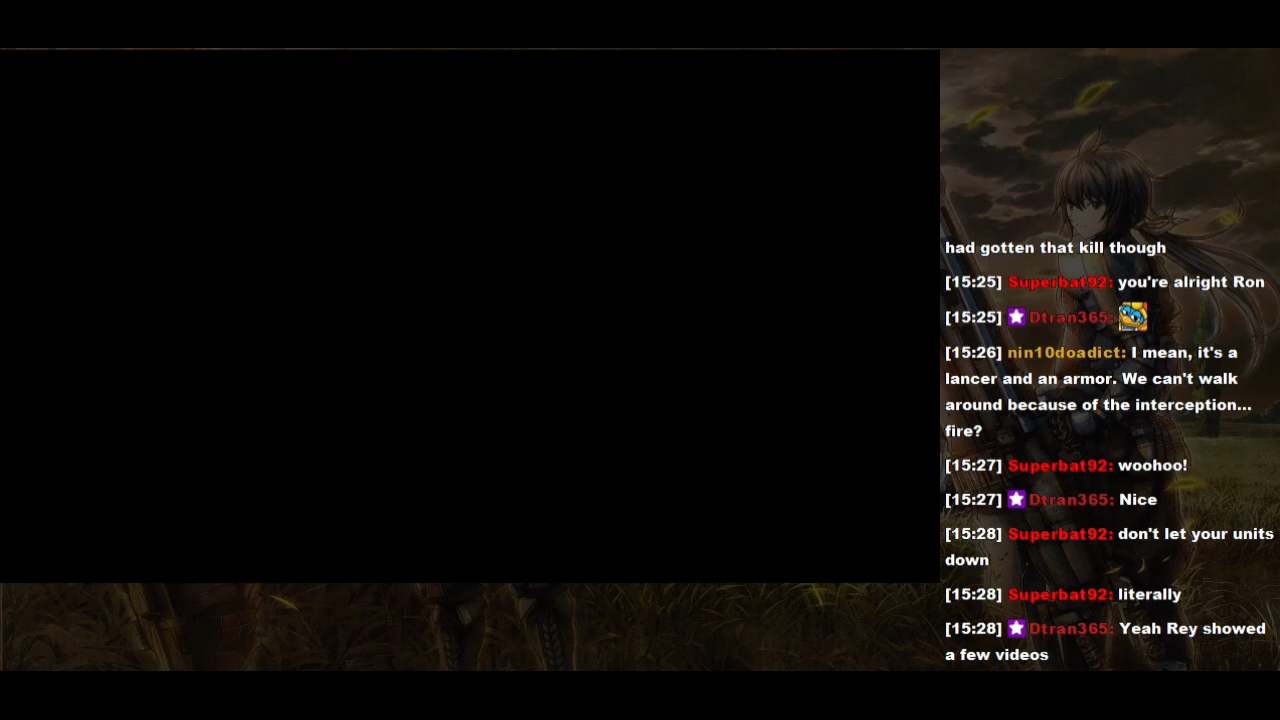 had gotten that kill though
[15:25] Superbat92: you're alright Ron
[15:25] Dtran365:
[15:26] nin10doadict: I mean, it's a
lancer and an armor. We can't walk
around because of the interception...
fire?
[15:27] Superbat92: woohoo!
[15:27] Dtran365: Nice
[15:28] Superbat92: don't let your units
down
[15:28] Superbat92: literally
[15:28] Dtran365: Yeah Rey showed
a few videos